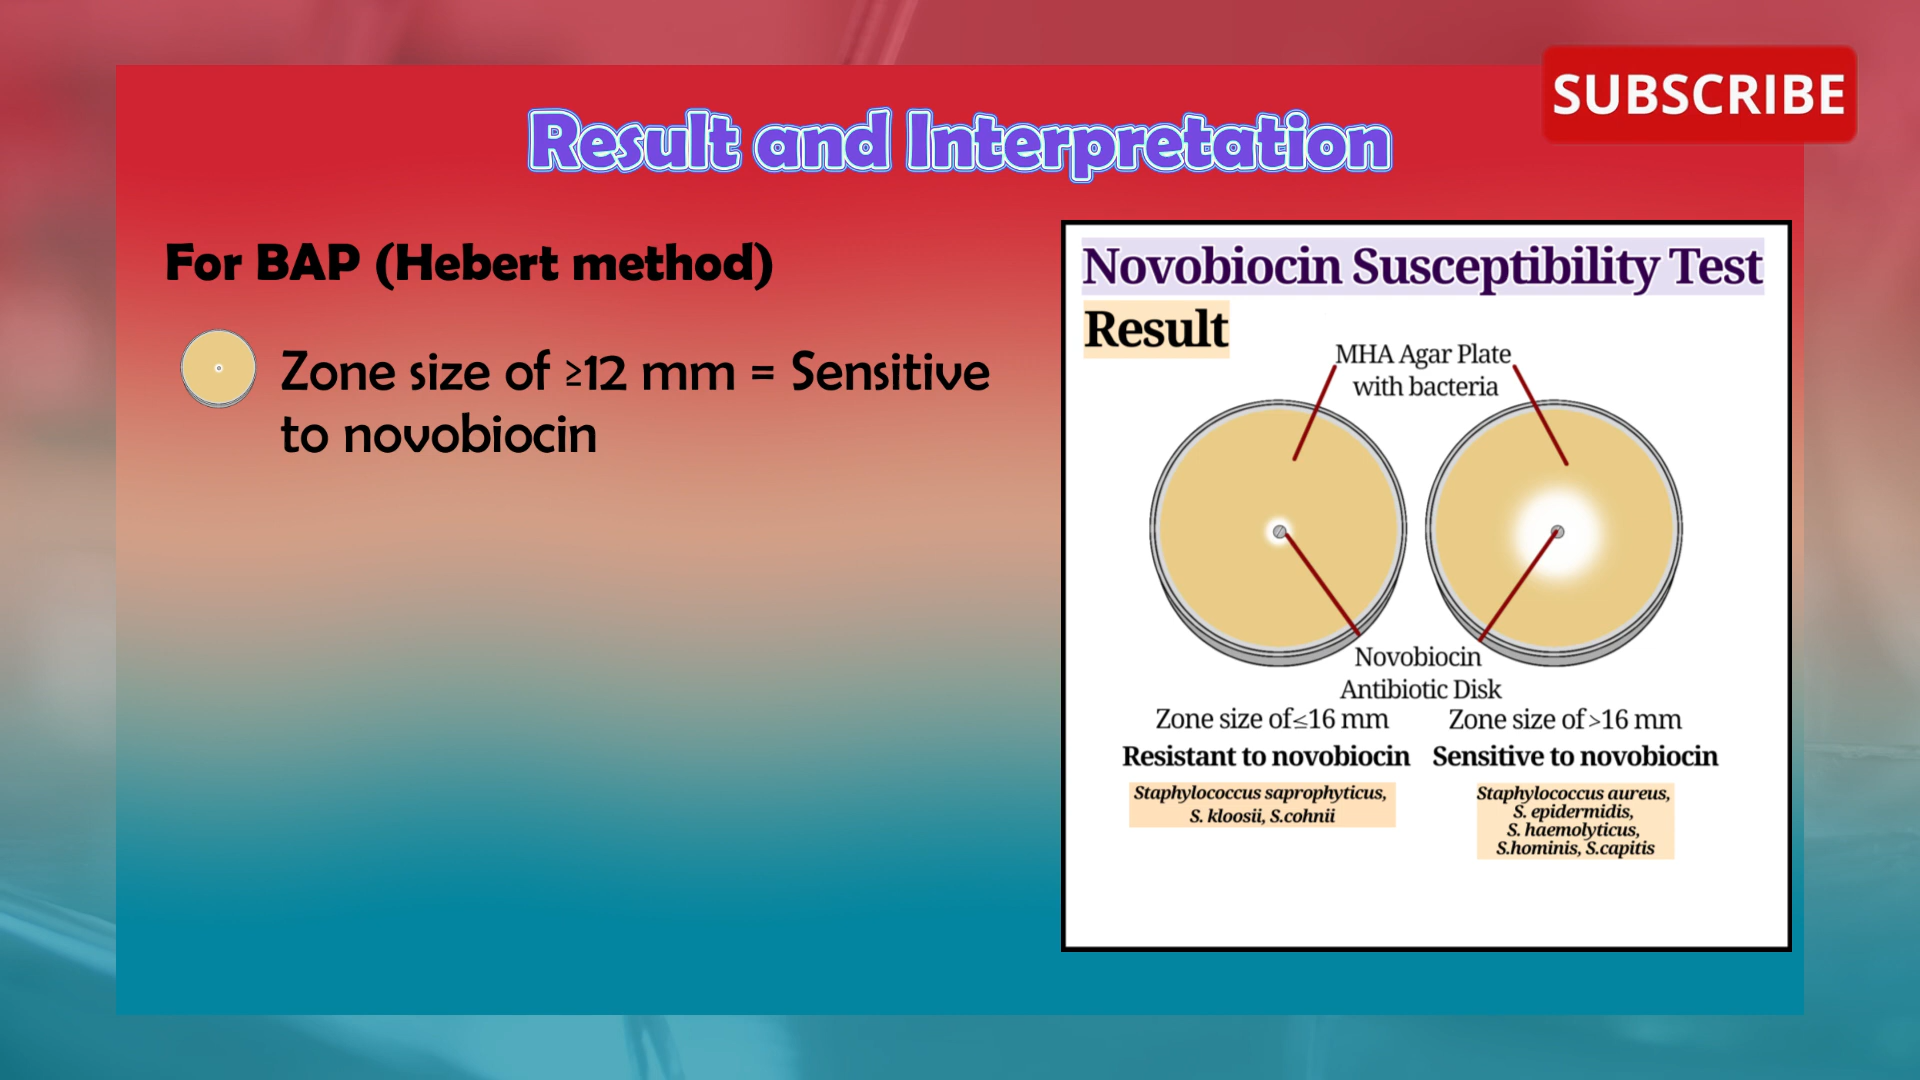 SUBSCRIBE
Result and Interpretation
For BAP (Hebert method)
Zone size of ≥12 mm = Sensitive
to novobiocin
Novobiocin Susceptibility Test
Result
MHA Agar Plate
with bacteria
Novobiocin
Antibiotic Disk
Zone size of≤16 mm
Resistant to novobiocin
Staphylococcus saprophyticus,
S. kloosii, S.cohnii
Zone size of >16 mm
Sensitive to novobiocin
Staphylococcus aureus,
S. epidermidis,
S. haemolyticus,
S.hominis, S.capitis